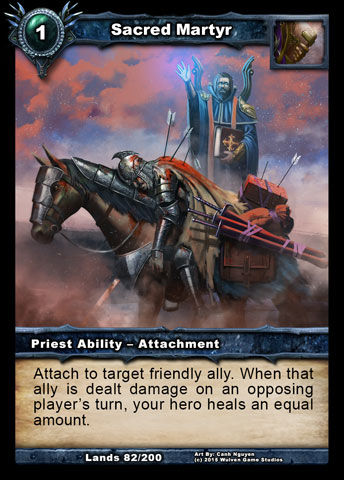 1
Sacred Martyr
Priest Ability – Attachment
Attach to target friendly ally. When that
ally is dealt damage on an opposing
player's turn, your hero heals an equal
amount.
Lands 82/200
Art By: Canh Nguyen
(c) 2015 Wulven Game Studios